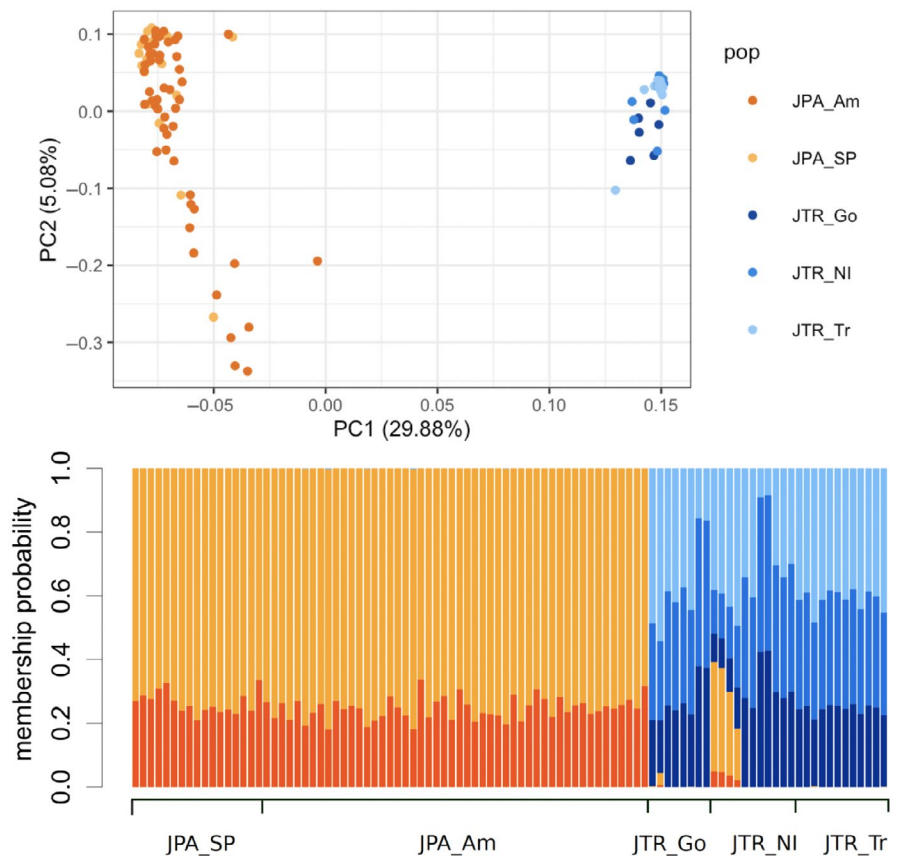 0.1
0.0
−0.1
−0.2
−0.3
PC2 (5.08%)
−0.05
0.00
0.05
0.10
0.15
PC1 (29.88%)
pop
JPA_Am
JPA_SP
JTR_Go
JTR_NI
JTR_Tr
1.0
0.8
0.6
0.4
0.2
0.0
membership probability
JPA_SP
JPA_Am
JTR_Go
JTR_NI
JTR_Tr